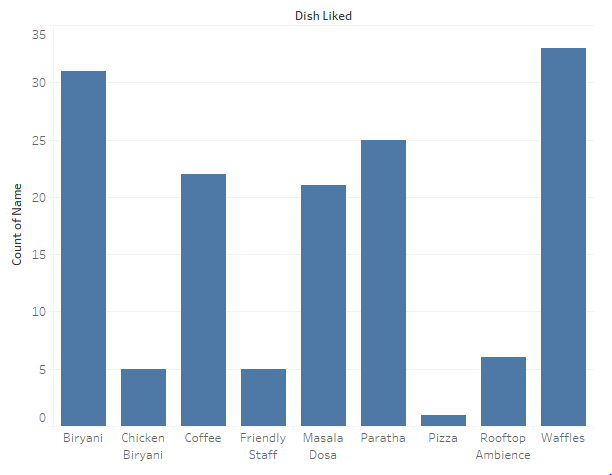 Dish Liked
35
30
25
20
15
10
5
0
Count of Name
Biryani
Chicken
Biryani
Coffee
Friendly
Staff
Masala
Dosa
Paratha
Pizza
Rooftop
Ambience
Waffles